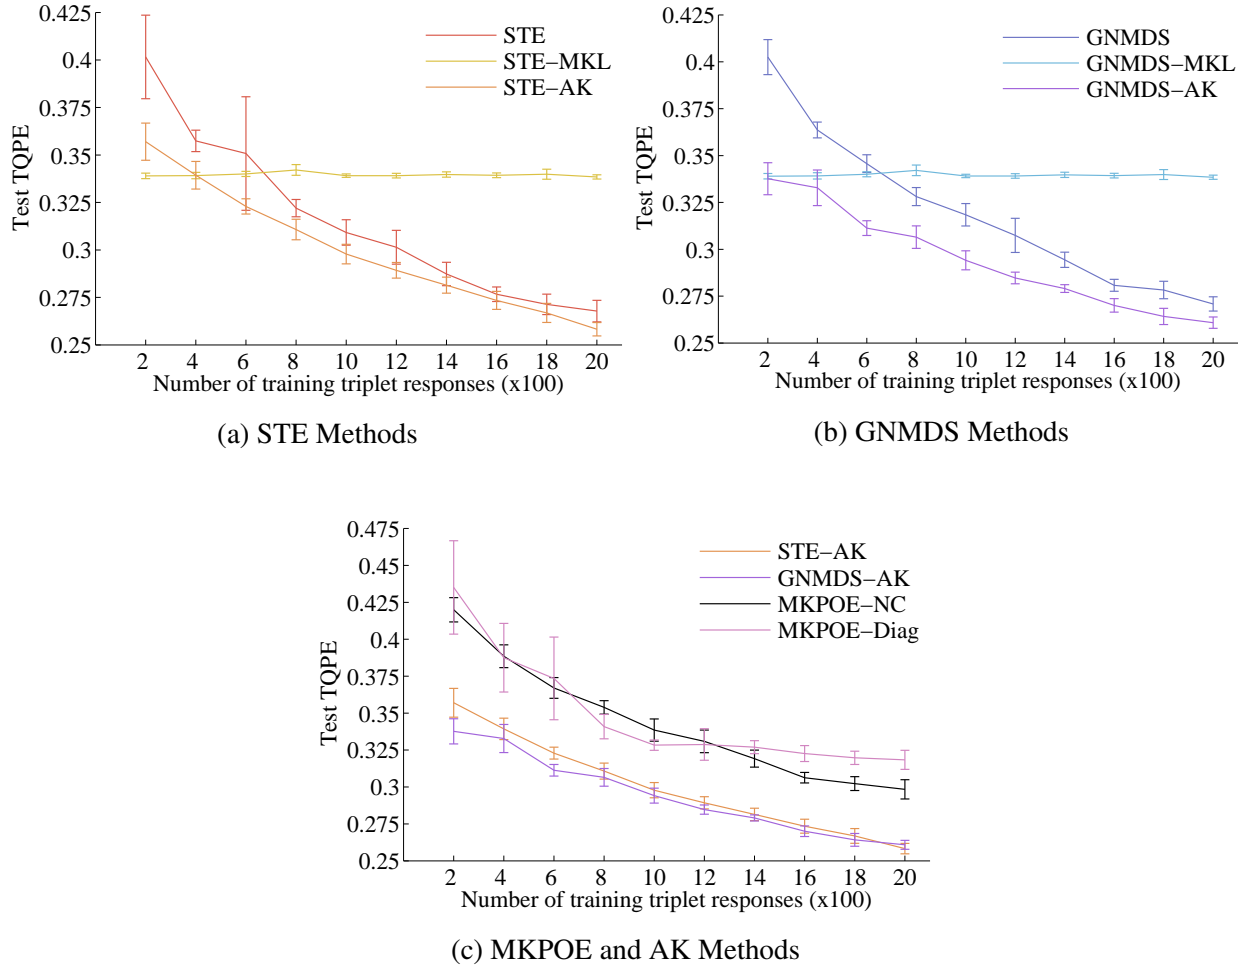 0.425
0.4
0.375
0.35
0.325
0.3
0.275
0.25
Test TQPE
STE
STE−MKL
STE−AK
2 4 6 8 10 12 14 16 18 20
Number of training triplet responses (x100)
(a) STE Methods
0.425
0.4
0.375
0.35
0.325
0.3
0.275
0.25
Test TQPE
GNMDS
GNMDS−MKL
GNMDS−AK
2 4 6 8 10 12 14 16 18 20
Number of training triplet responses (x100)
(b) GNMDS Methods
0.475
0.45
0.425
0.4
0.375
0.35
0.325
0.3
0.275
0.25
Test TQPE
STE−AK
GNMDS−AK
MKPOE−NC
MKPOE−Diag
2 4 6 8 10 12 14 16 18 20
Number of training triplet responses (x100)
(c) MKPOE and AK Methods